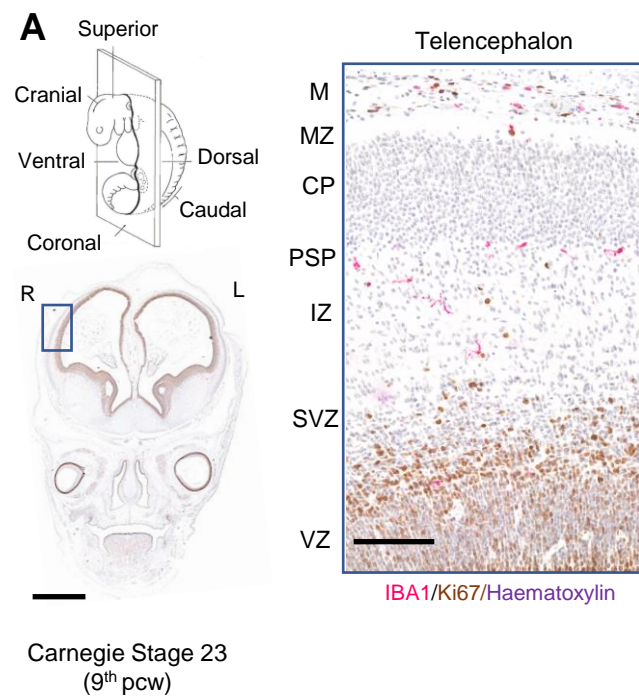 A
Superior
Cranial
Ventral
Dorsal
Caudal
Coronal
R
L
Carnegie Stage 23
(9th pcw)
Telencephalon
M
MZ
CP
PSP
IZ
SVZ
VZ
IBA1/Ki67/Haematoxylin